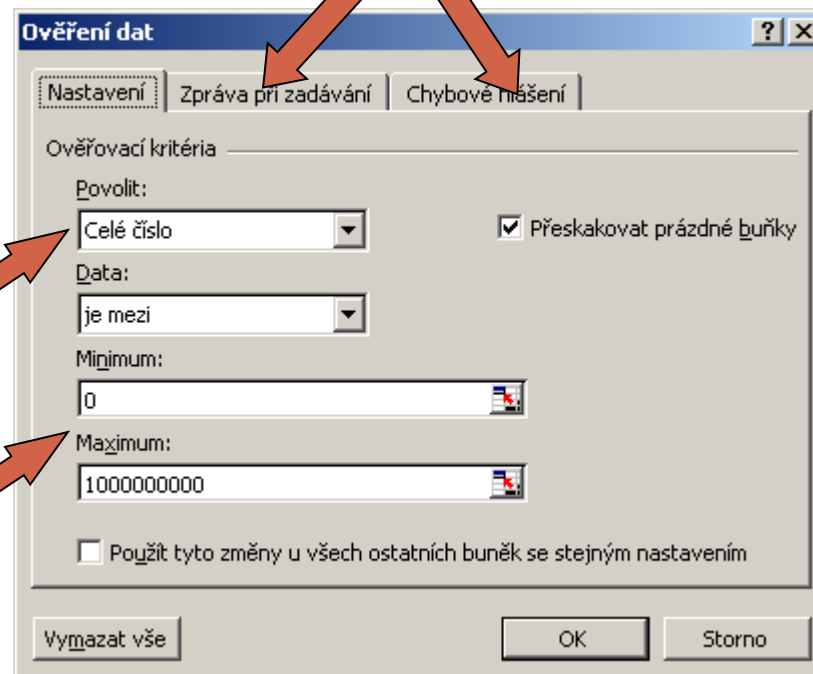 Ověření dat
Nastavení Zpráva při zadávání Chybové hlášení
Ověřovací kritéria
Povolit:
Celé číslo
Přeskakovat prázdné buňky
Data:
je mezi
Minimum:
0
Maximum:
1000000000
Použít tyto změny u všech ostatních buněk se stejným nastavením
Vymazat vše OK Storno